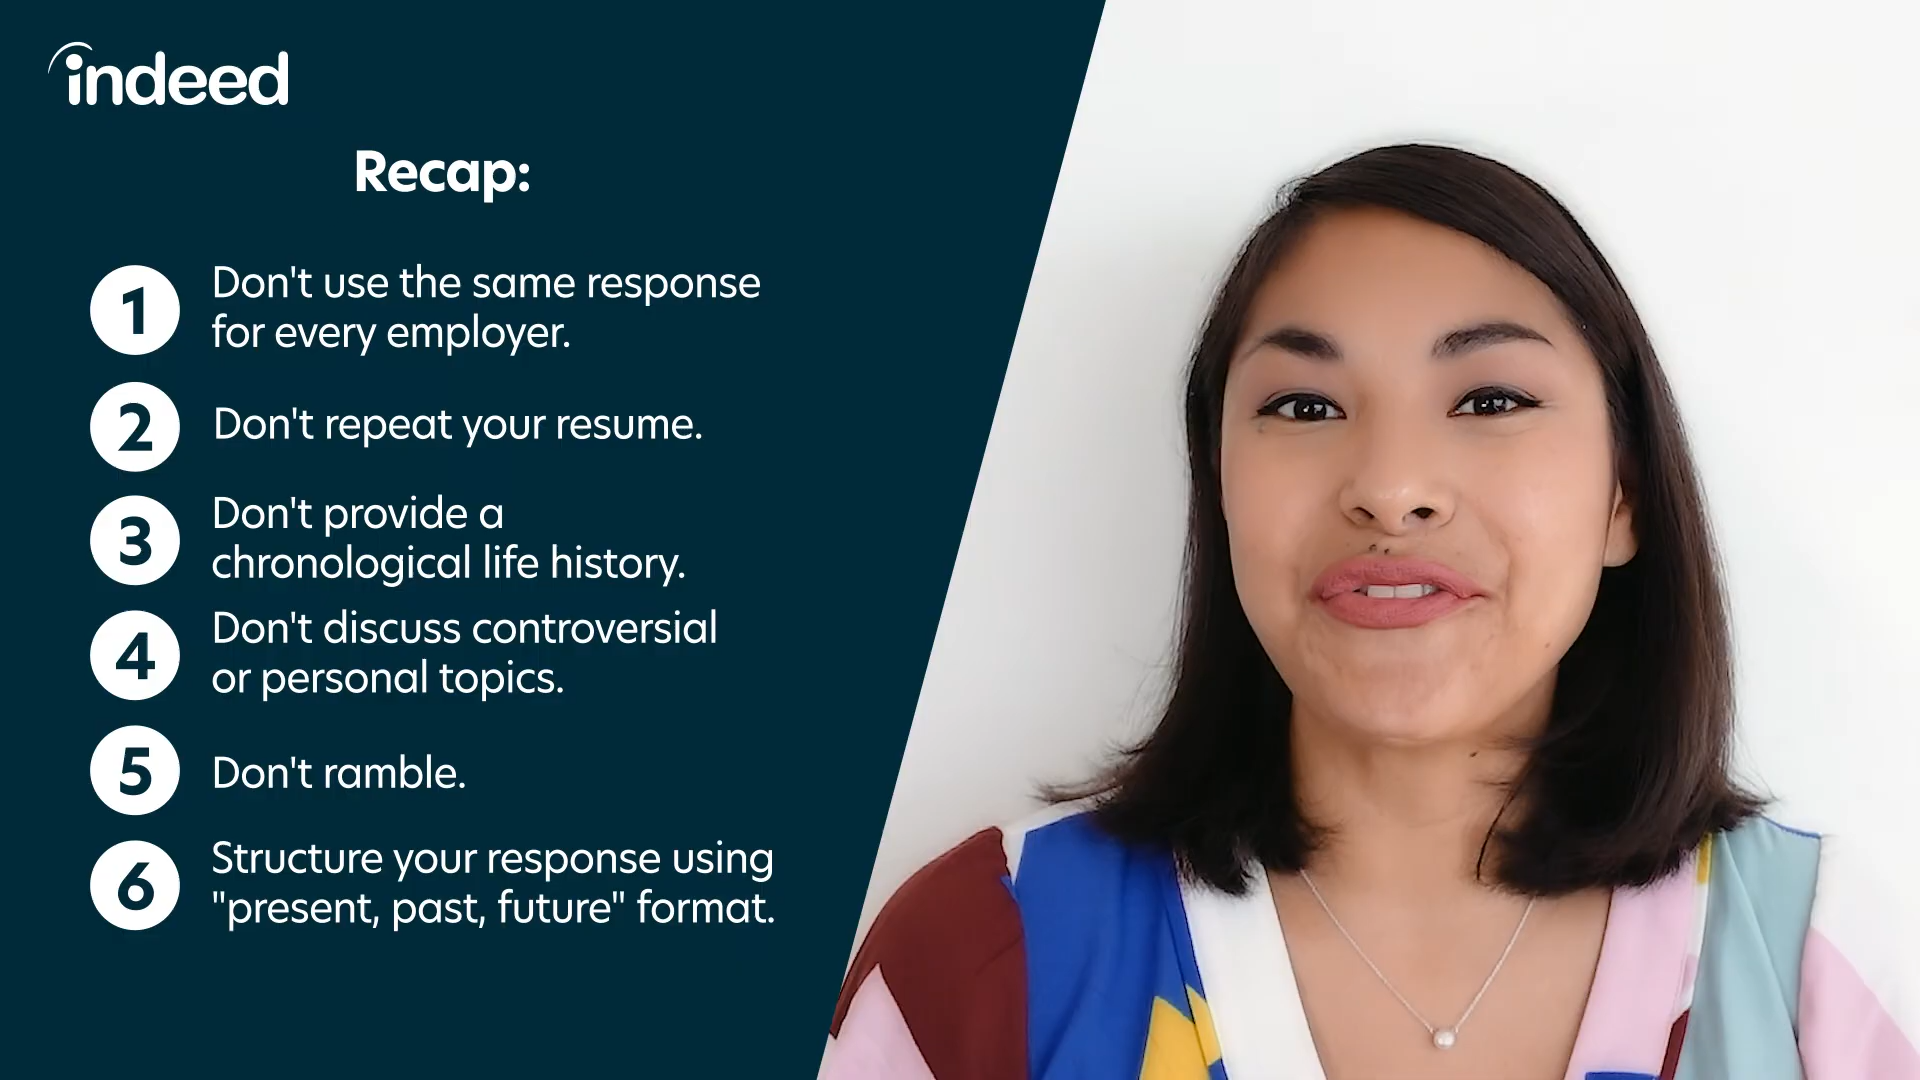 indeed
Recap:
1
Don't use the same response
for every employer.
2
Don't repeat your resume.
3
Don't provide a
chronological life history.
4
Don't discuss controversial
or personal topics.
5
Don't ramble.
6
Structure your response using
"present, past, future" format.